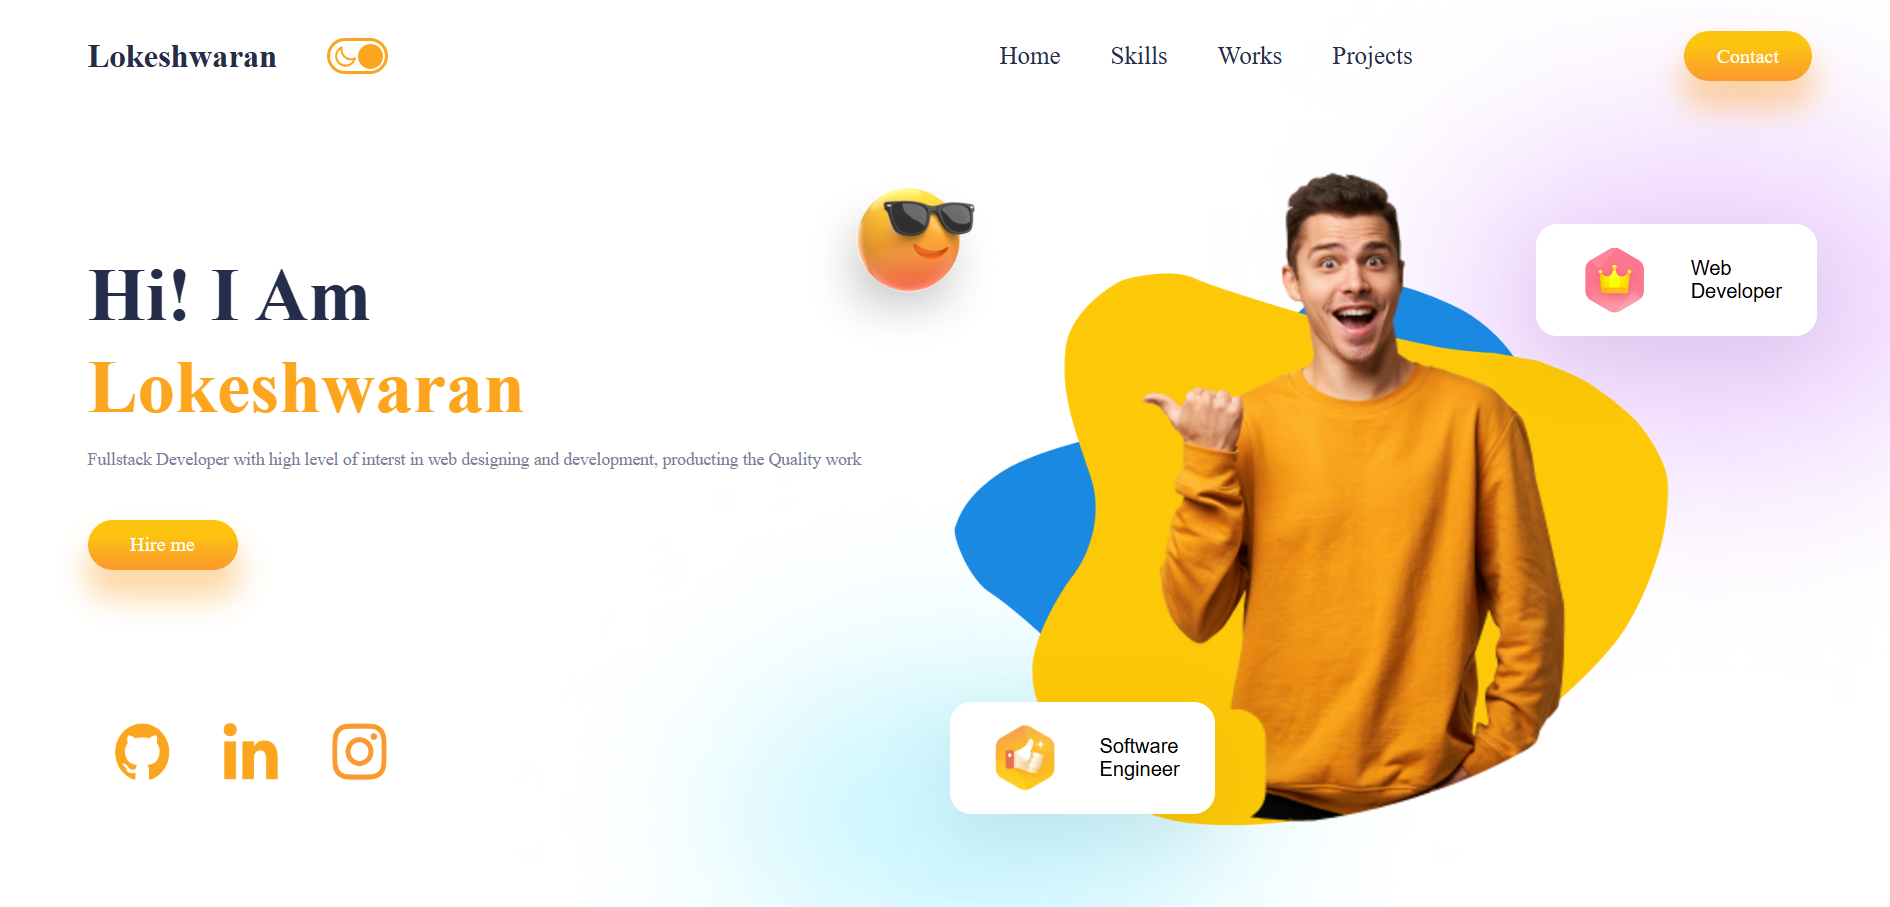 Lokeshwaran
Home Skills Works Projects
Contact
Hi! I Am
Lokeshwaran
Fullstack Developer with high level of interst in web designing and development, producting the Quality work
Hire me
Web
Developer
Software
Engineer
in